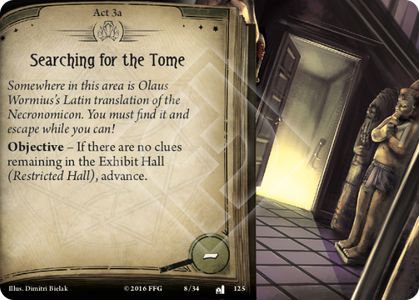 Act 3a
Searching for the Tome
Somewhere in this area is Olaus
Wormius's Latin translation of the
Necronomicon. You must find it and
escape while you can!
Objective – If there are no clues
remaining in the Exhibit Hall
(Restricted Hall), advance.
–
Illus. Dimitri Bielak
© 2016 FFG
8/34
125